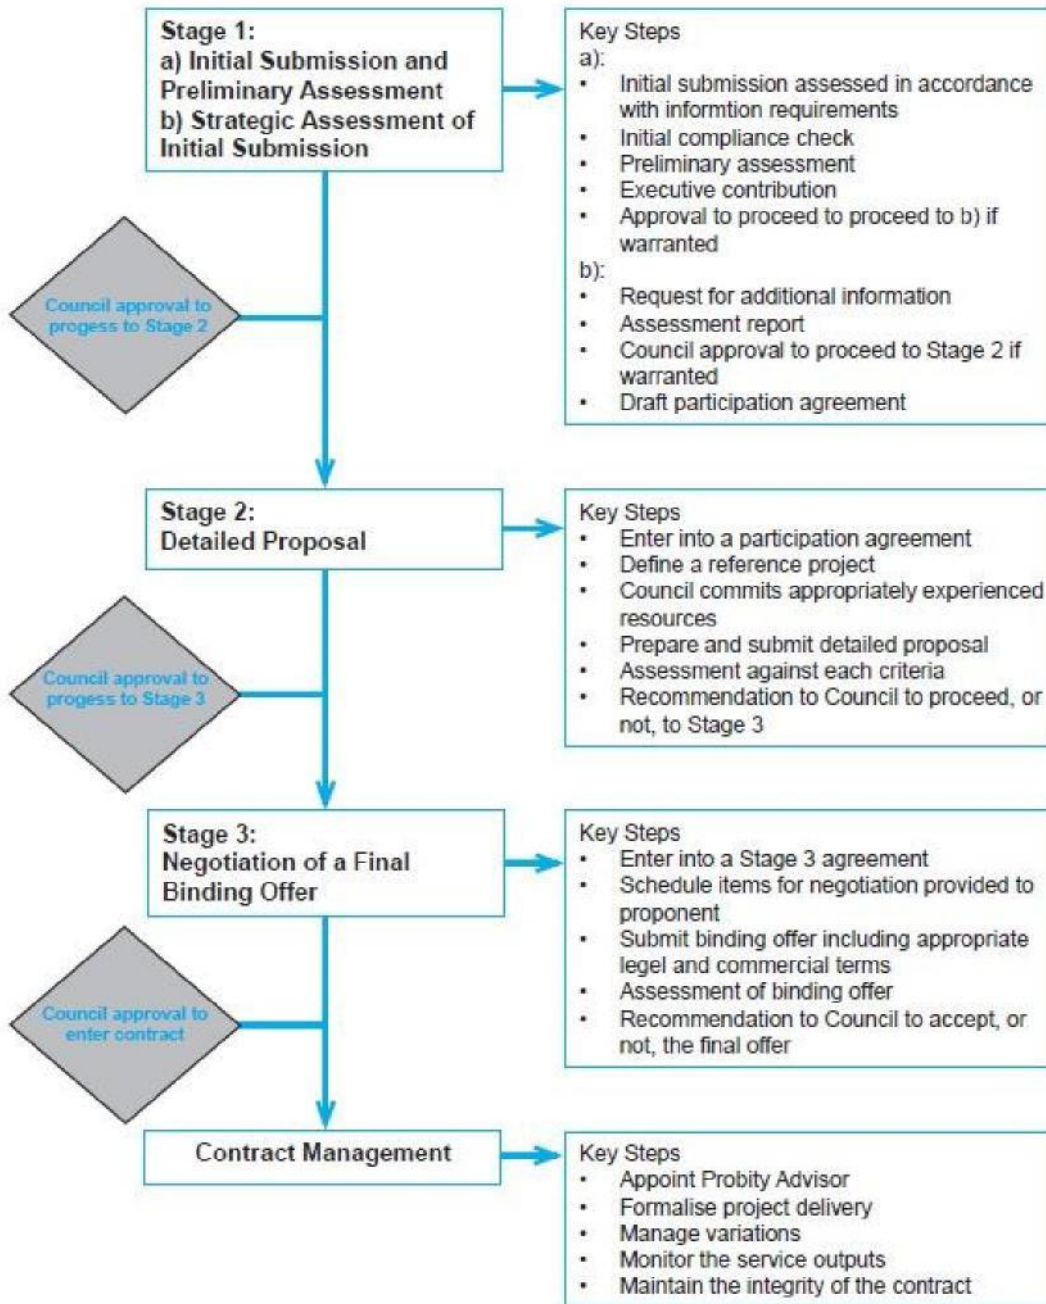 Stage 1:
a) Initial Submission and
Preliminary Assessment
b) Strategic Assessment of
Initial Submission
Key Steps
a):
• Initial submission assessed in accordance
with informtion requirements
• Initial compliance check
• Preliminary assessment
• Executive contribution
• Approval to proceed to proceed to b) if
warranted
b):
• Request for additional information
• Assessment report
• Council approval to proceed to Stage 2 if
warranted
• Draft participation agreement
Council approval to
progess to Stage 2
Stage 2:
Detailed Proposal
Key Steps
• Enter into a participation agreement
• Define a reference project
• Council commits appropriately experienced
resources
• Prepare and submit detailed proposal
• Assessment against each criteria
• Recommendation to Council to proceed, or
not, to Stage 3
Council approval to
progess to Stage 3
Stage 3:
Negotiation of a Final
Binding Offer
Key Steps
• Enter into a Stage 3 agreement
• Schedule items for negotiation provided to
proponent
• Submit binding offer including appropriate
legel and commercial terms
• Assessment of binding offer
• Recommendation to Council to accept, or
not, the final offer
Council approval to
enter contract
Contract Management
Key Steps
• Appoint Probity Advisor
• Formalise project delivery
• Manage variations
• Monitor the service outputs
• Maintain the integrity of the contract